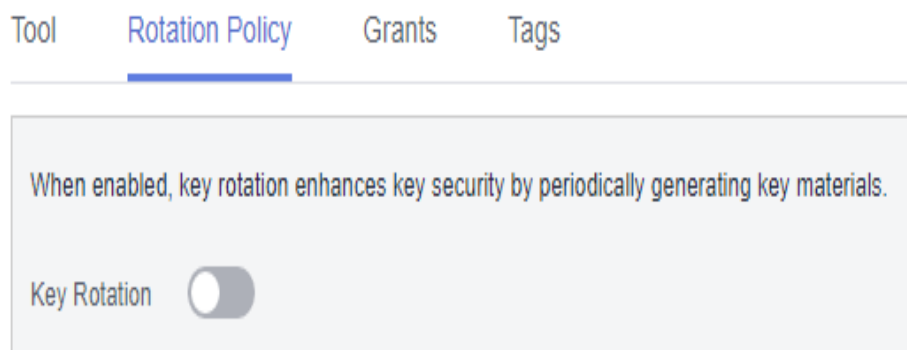 Tool Rotation Policy Grants Tags
When enabled, key rotation enhances key security by periodically generating key materials.
Key Rotation